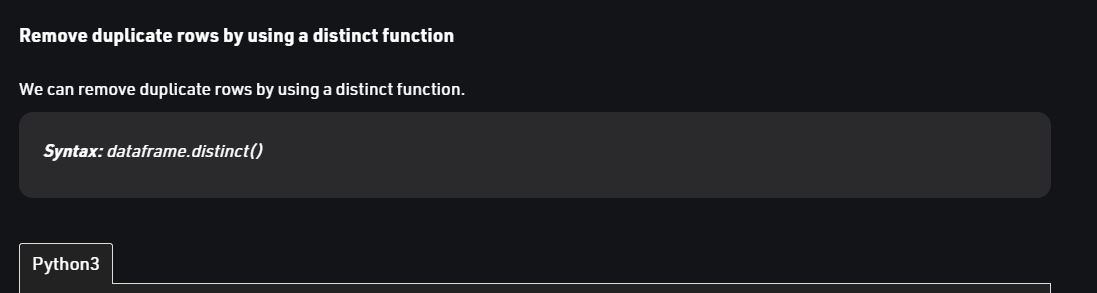 Remove duplicate rows by using a distinct function
We can remove duplicate rows by using a distinct function.
Syntax: dataframe.distinct()
Python3